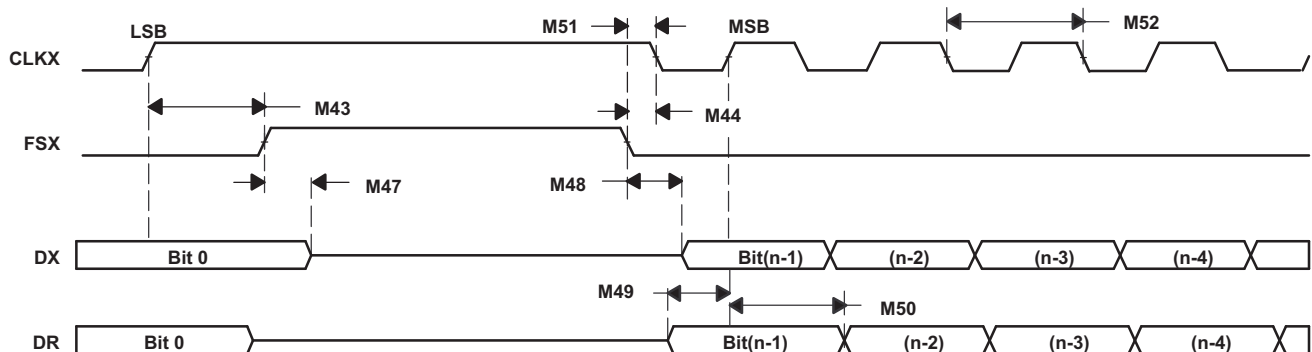 LSB M51 MSB M52
CLKX
M43 M44
FSX
M47 M48
DX Bit 0 Bit(n-1) (n-2) (n-3) (n-4)
M49 M50
DR Bit 0 Bit(n-1) (n-2) (n-3) (n-4)